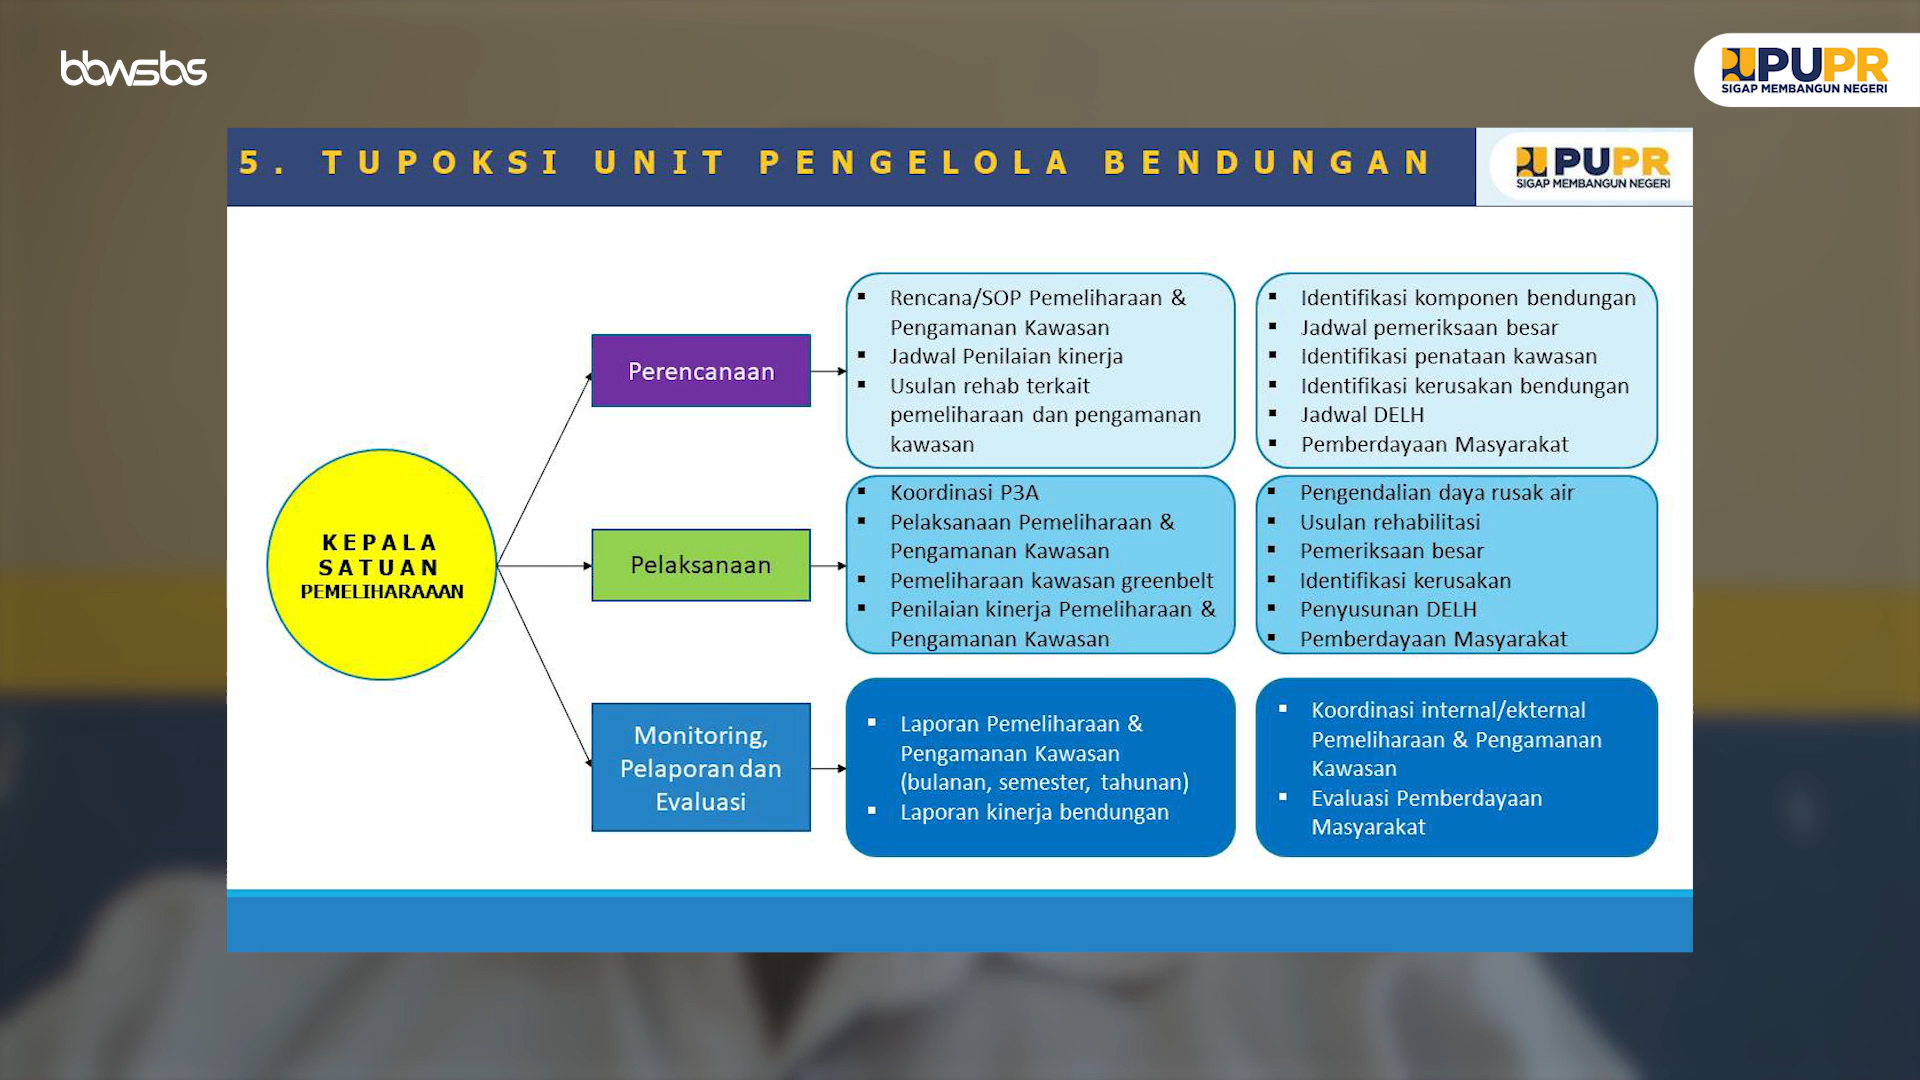 bbwsbs
PUPR
SIGAP MEMBANGUN NEGERI
5. TUPOKSI UNIT PENGELOLA BENDUNGAN
PUPR
SIGAP MEMBANGUN NEGERI
KEPALA
SATUAN
PEMELIHARAAAN
Perencanaan
▪ Rencana/SOP Pemeliharaan &
Pengamanan Kawasan
▪ Jadwal Penilaian kinerja
▪ Usulan rehab terkait
pemeliharaan dan pengamanan
kawasan
▪ Identifikasi komponen bendungan
▪ Jadwal pemeriksaan besar
▪ Identifikasi penataan kawasan
▪ Identifikasi kerusakan bendungan
▪ Jadwal DELH
▪ Pemberdayaan Masyarakat
Pelaksanaan
▪ Koordinasi P3A
▪ Pelaksanaan Pemeliharaan &
Pengamanan Kawasan
▪ Pemeliharaan kawasan greenbelt
▪ Penilaian kinerja Pemeliharaan &
Pengamanan Kawasan
▪ Pengendalian daya rusak air
▪ Usulan rehabilitasi
▪ Pemeriksaan besar
▪ Identifikasi kerusakan
▪ Penyusunan DELH
▪ Pemberdayaan Masyarakat
Monitoring,
Pelaporan dan
Evaluasi
▪ Laporan Pemeliharaan &
Pengamanan Kawasan
(bulanan, semester, tahunan)
▪ Laporan kinerja bendungan
▪ Koordinasi internal/ekternal
Pemeliharaan & Pengamanan
Kawasan
▪ Evaluasi Pemberdayaan
Masyarakat